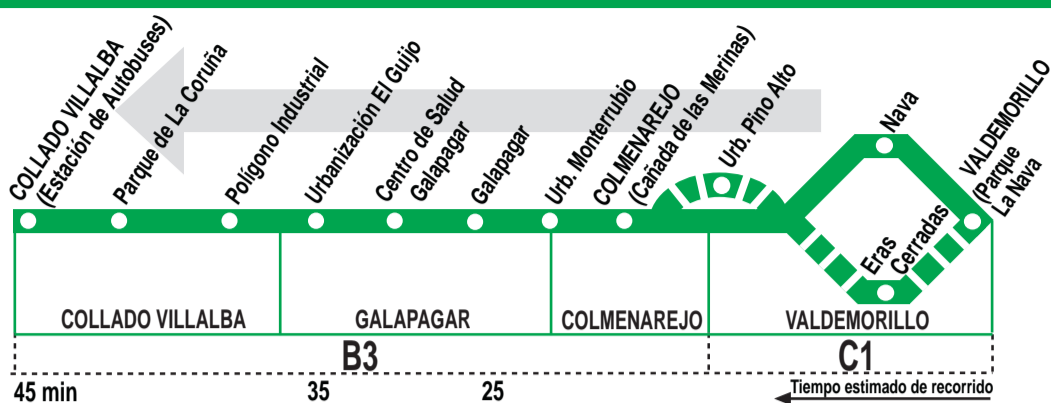 COLLADO VILLALBA
(Estación de Autobuses)
Parque de La Coruña
Polígono Industrial
Urbanización El Guijo
Centro de Salud
Galapagar
Galapagar
Urb. Monterrubio
COLMENAREJO
(Cañada de las Merinas)
Urb. Pino Alto
Nava
Eras
Cerradas
VALDEMORILLO
(Parque
La Nava
COLLADO VILLALBA
GALAPAGAR
COLMENAREJO
VALDEMORILLO
B3
C1
45 min
35
25
Tiempo estimado de recorrido